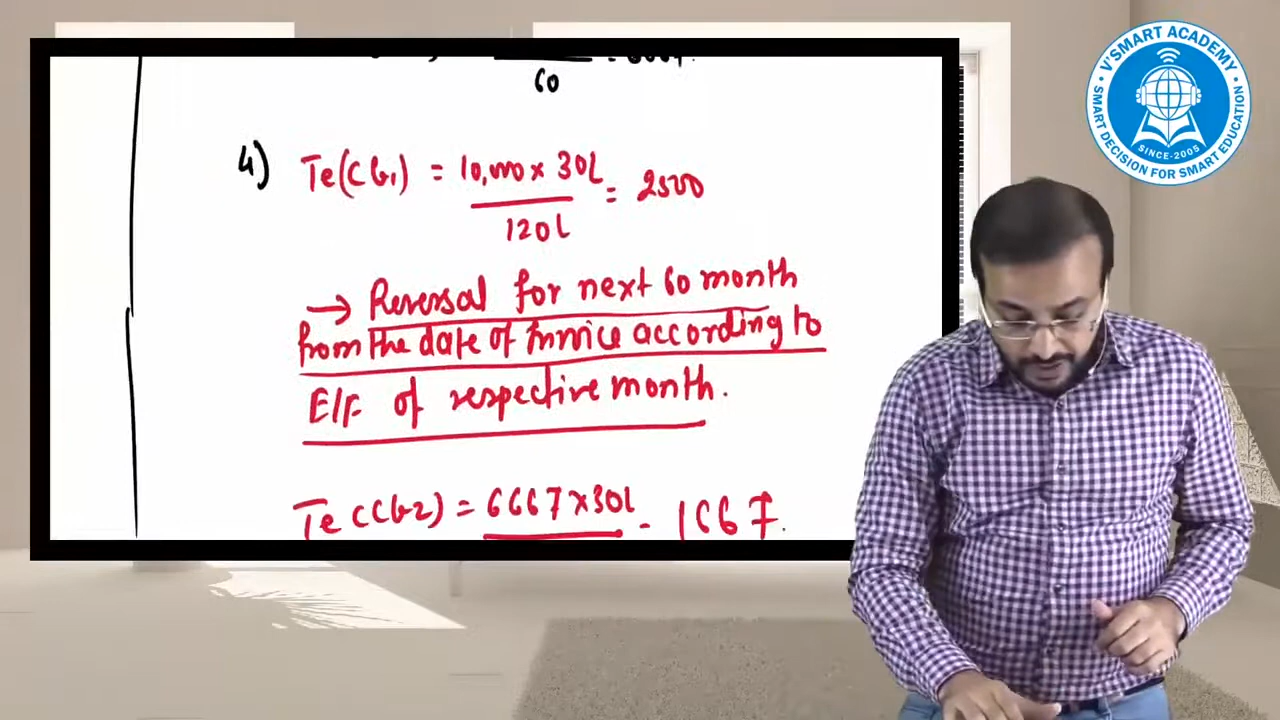 60
4) Te(CG1) = 10,000 x 30L = 2500
120L
→ Reversal for next 60 month
from the date of Invoice according to
E/F of respective month.
Te (CG2) = 6667 x 30L = 1667.
V'SMART ACADEMY
SINCE-2005
SMART DECISION FOR SMART EDUCATION